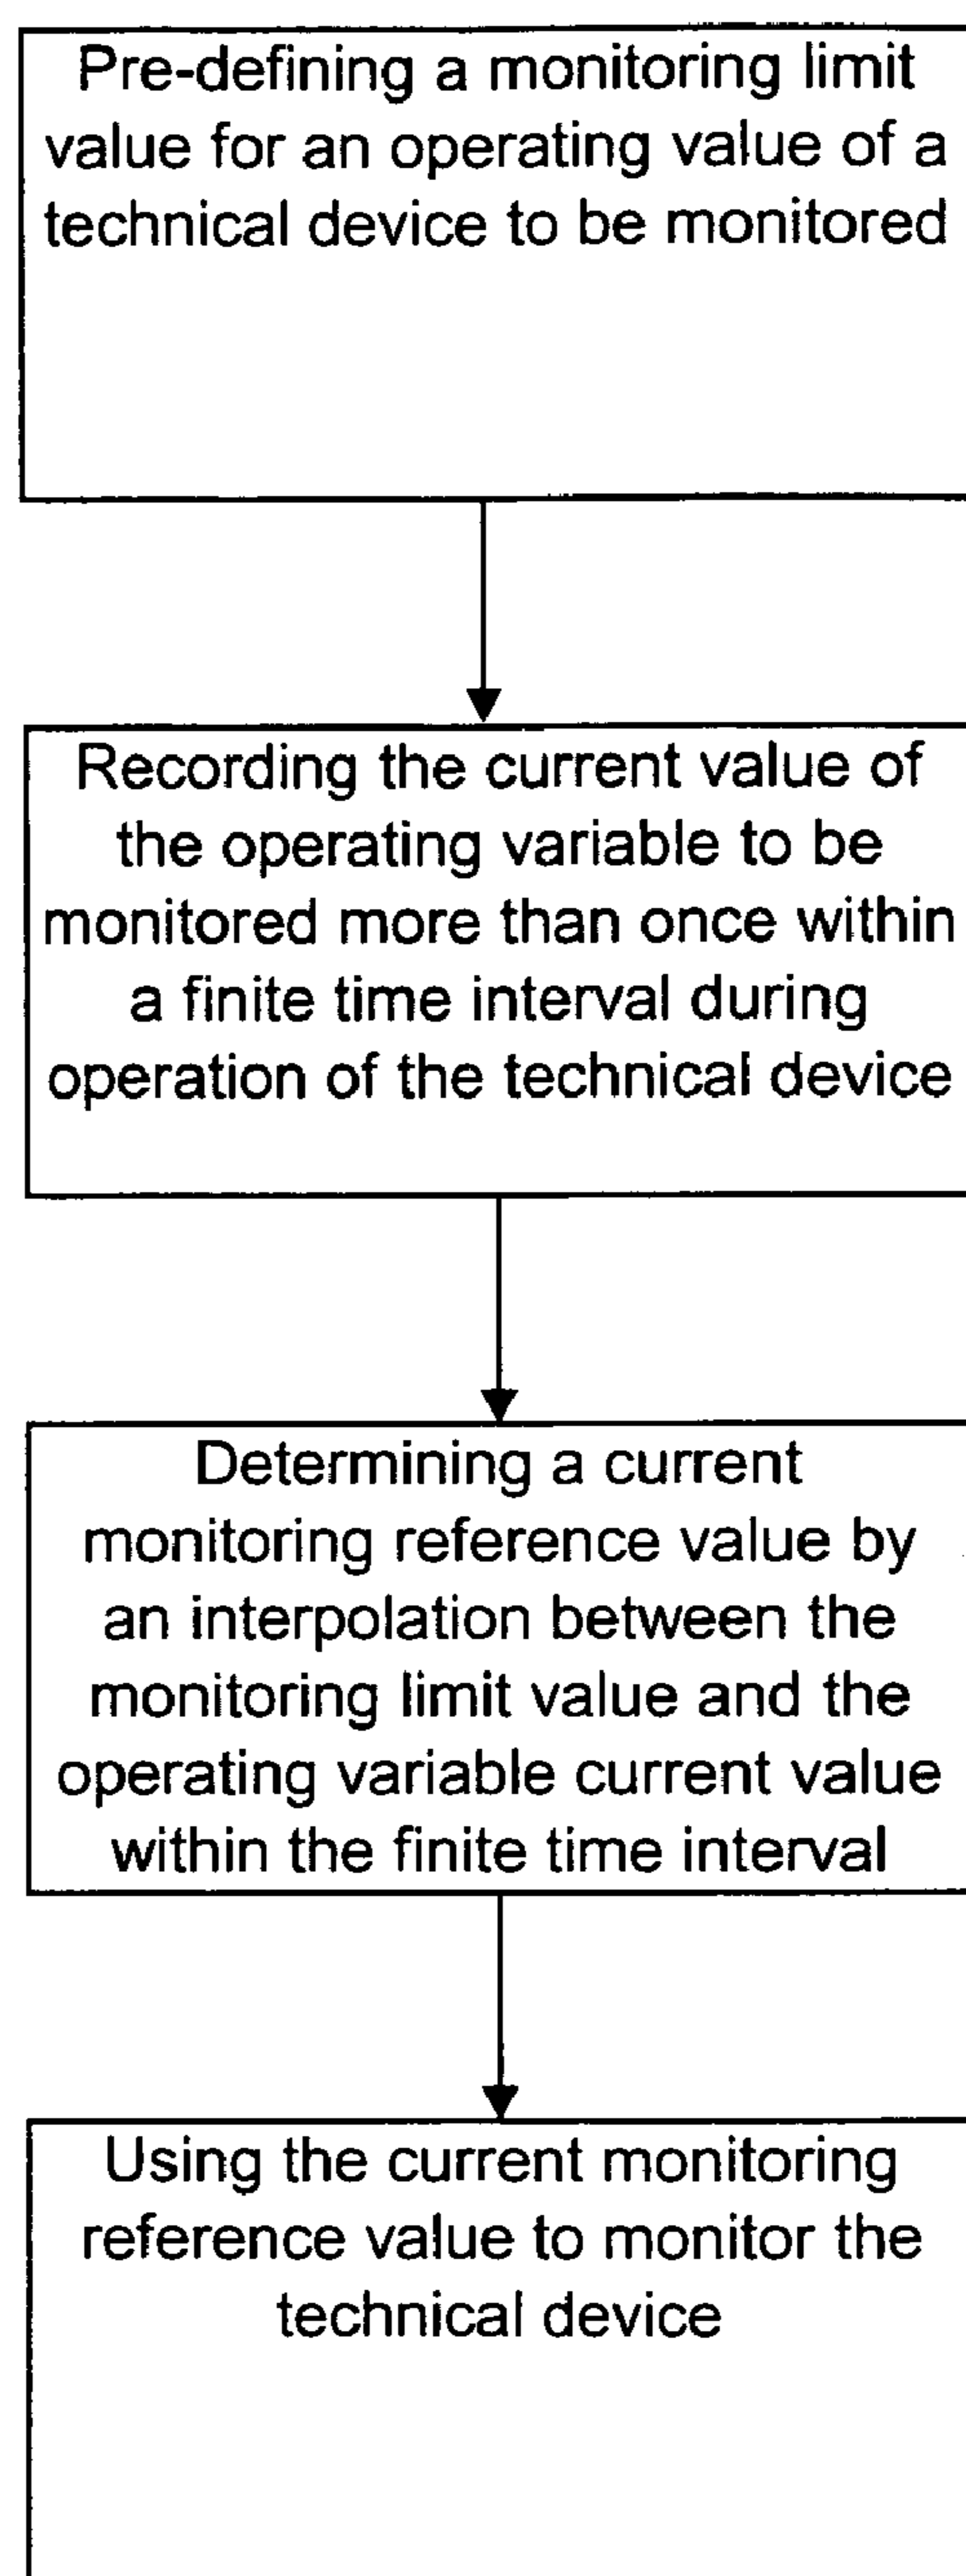 Pre-defining a monitoring limit
value for an operating value of a
technical device to be monitored
Recording the current value of
the operating variable to be
monitored more than once within
a finite time interval during
operation of the technical device
Determining a current
monitoring reference value by
an interpolation between the
monitoring limit value and the
operating variable current value
within the finite time interval
Using the current monitoring
reference value to monitor the
technical device